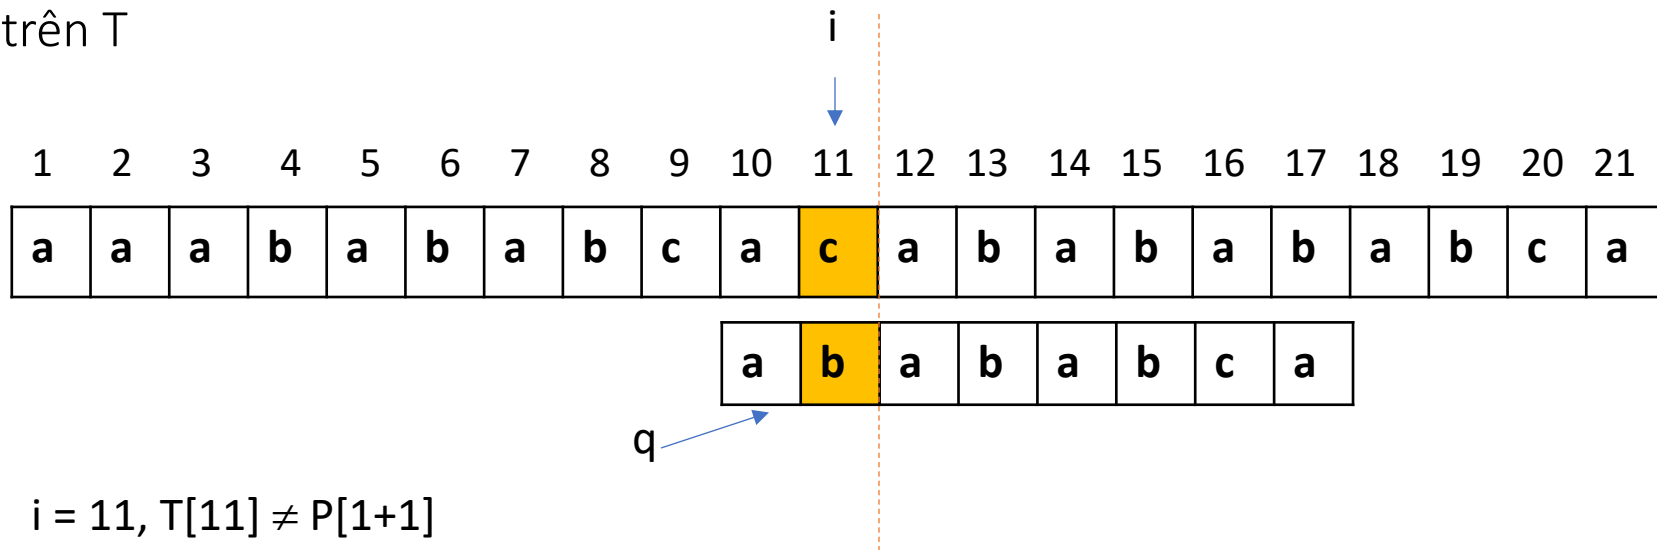 trên T
i
1 2 3 4 5 6 7 8 9 10 11 12 13 14 15 16 17 18 19 20 21
a a a b a b a b c a c a b a b a b a b c a
a b a b a b c a
q
i = 11, T[11] ≠ P[1+1]